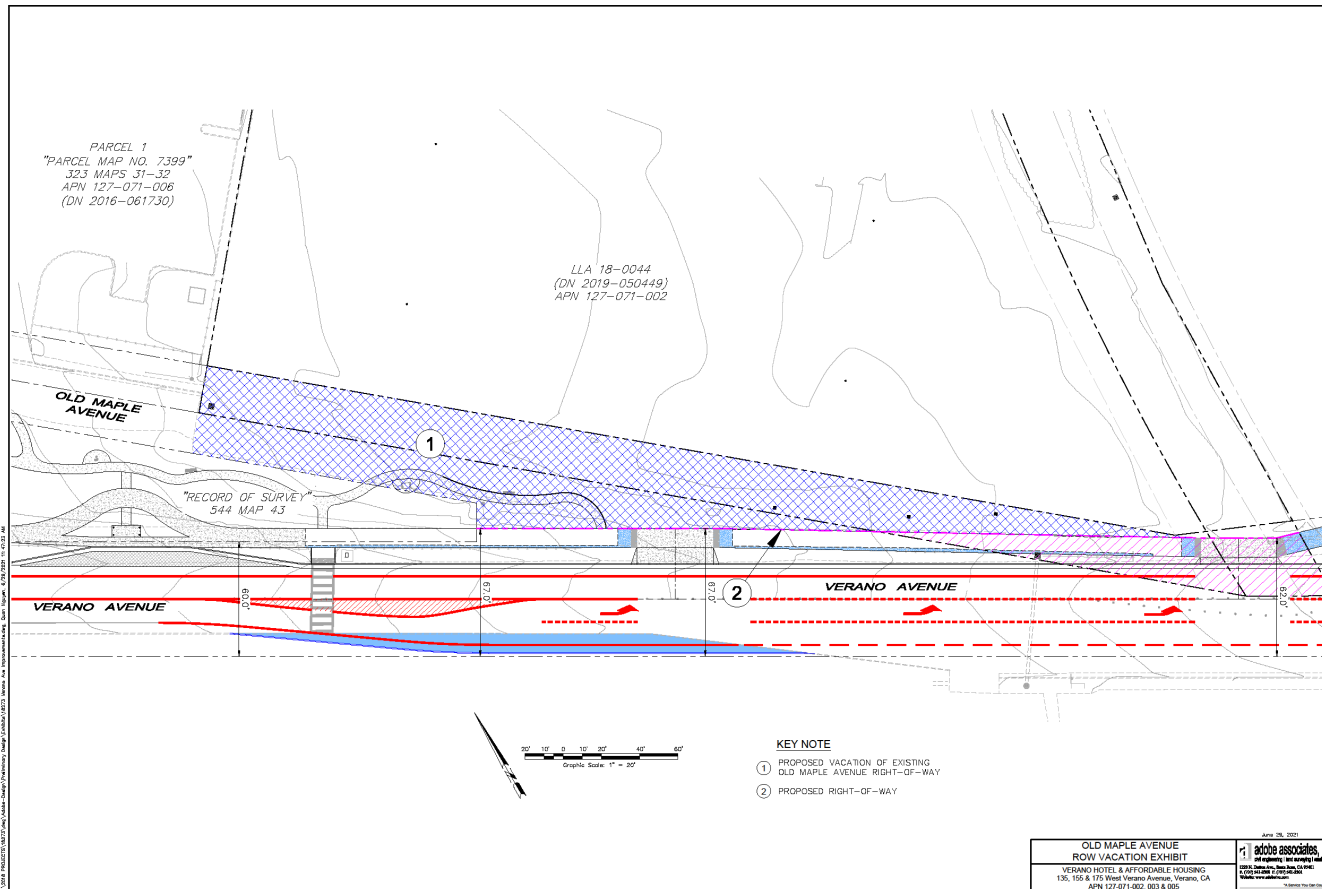 PARCEL 1
"PARCEL MAP NO. 7399"
323 MAPS 31-32
APN 127-071-006
(DN 2016-061730)
LLA 18-0044
(DN 2019-050449)
APN 127-071-002
OLD MAPLE
AVENUE
1
"RECORD OF SURVEY"
544 MAP 43
2
VERANO AVENUE
VERANO AVENUE
60.0'
67.0'
67.0'
62.0'
20' 10' 0 10' 20' 40' 60'
Graphic Scale: 1" = 20'
KEY NOTE
1 PROPOSED VACATION OF EXISTING
OLD MAPLE AVENUE RIGHT-OF-WAY
2 PROPOSED RIGHT-OF-WAY
June 29, 2021
OLD MAPLE AVENUE
ROW VACATION EXHIBIT
VERANO HOTEL & AFFORDABLE HOUSING
135, 155 & 175 West Verano Avenue, Verano, CA
APN 127-071-002, 003 & 005
adobe associates,
civil engineering | land surveying |